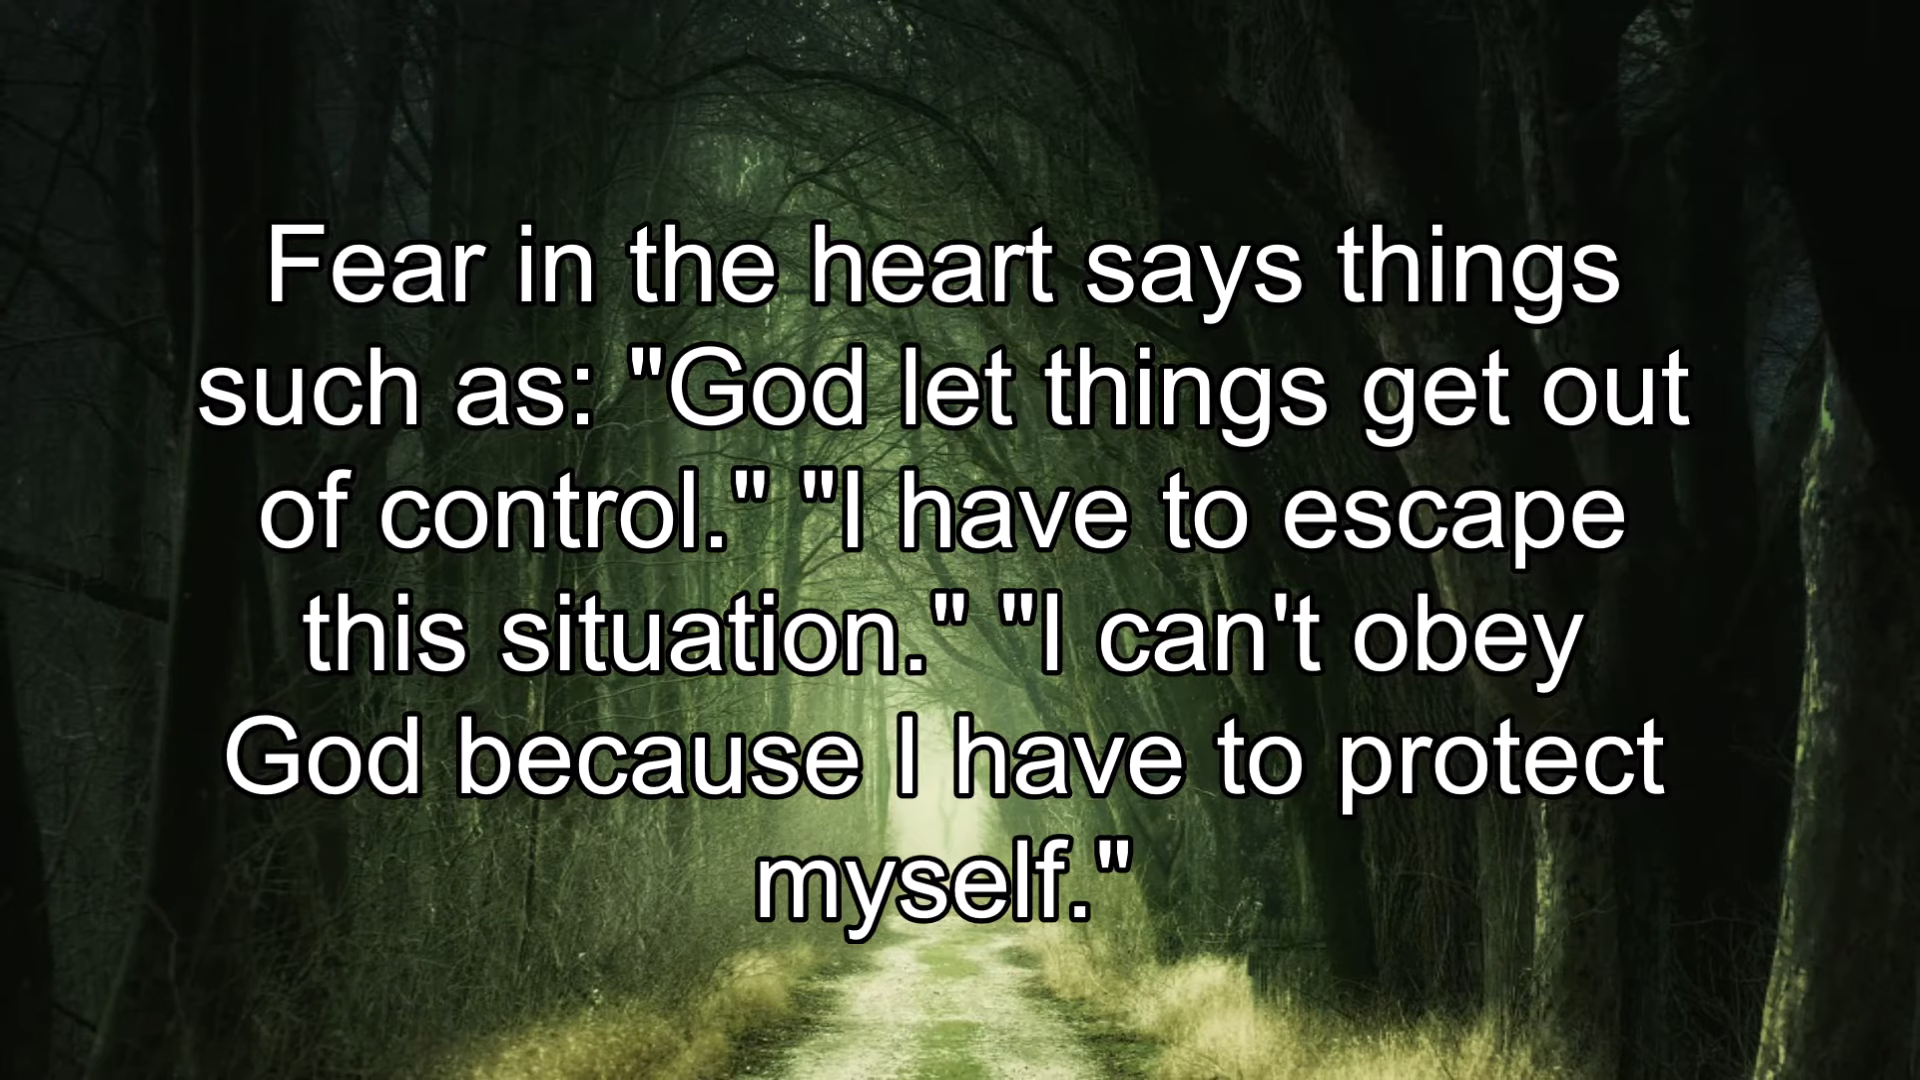 Fear in the heart says things
such as: "God let things get out
of control." "I have to escape
this situation." "I can't obey
God because I have to protect
myself."